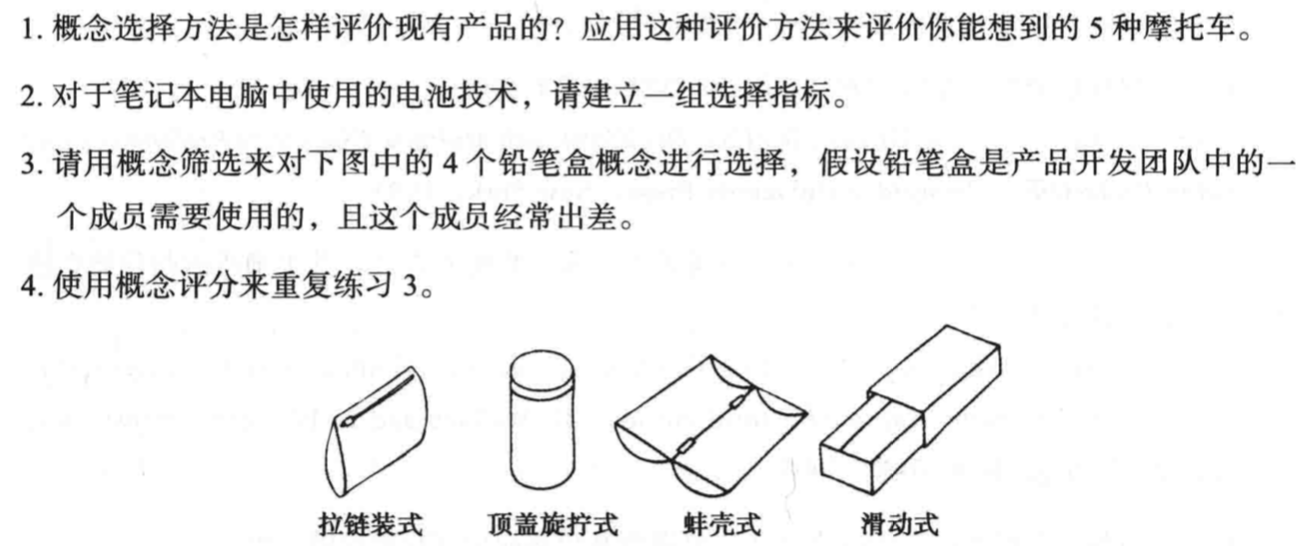 1. 概念选择方法是怎样评价现有产品的？应用这种评价方法来评价你能想到的 5 种摩托车。
2. 对于笔记本电脑中使用的电池技术，请建立一组选择指标。
3. 请用概念筛选来对下图中的 4 个铅笔盒概念进行选择，假设铅笔盒是产品开发团队中的一
个成员需要使用的，且这个成员经常出差。
4. 使用概念评分来重复练习 3。
拉链装式 顶盖旋拧式 蚌壳式 滑动式